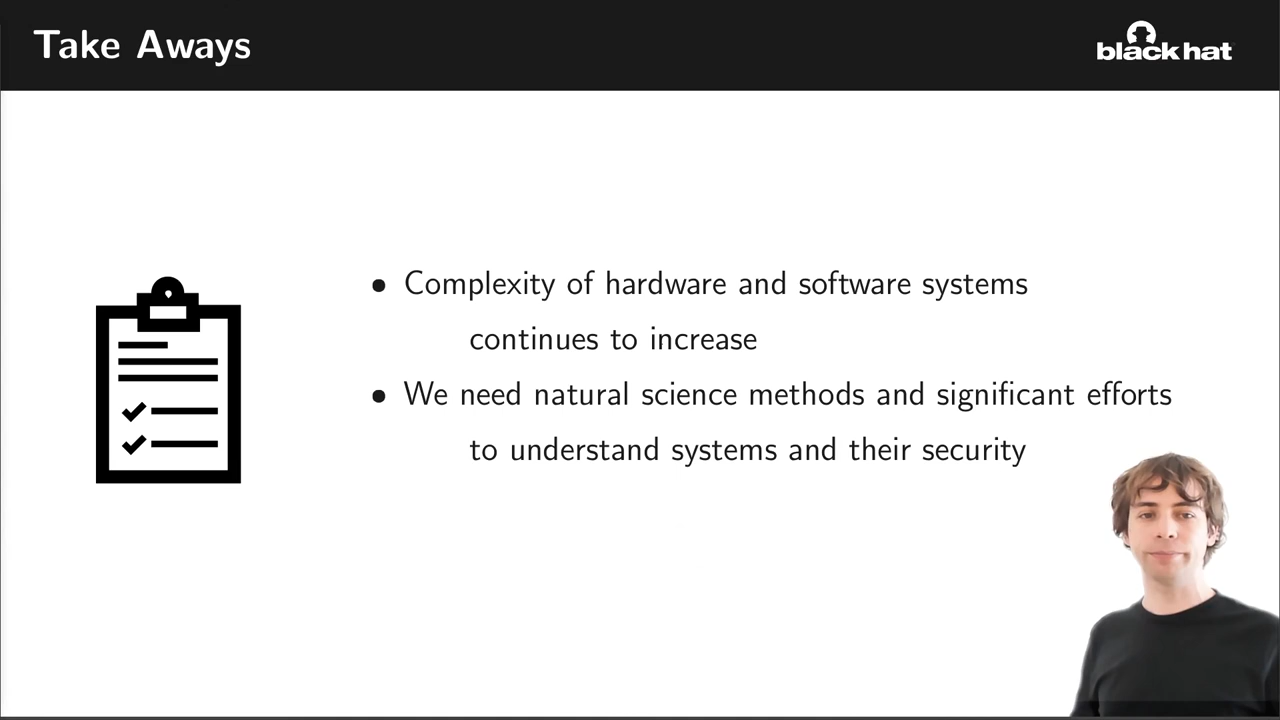 Take Aways
black hat
• Complexity of hardware and software systems
continues to increase
• We need natural science methods and significant efforts
to understand systems and their security